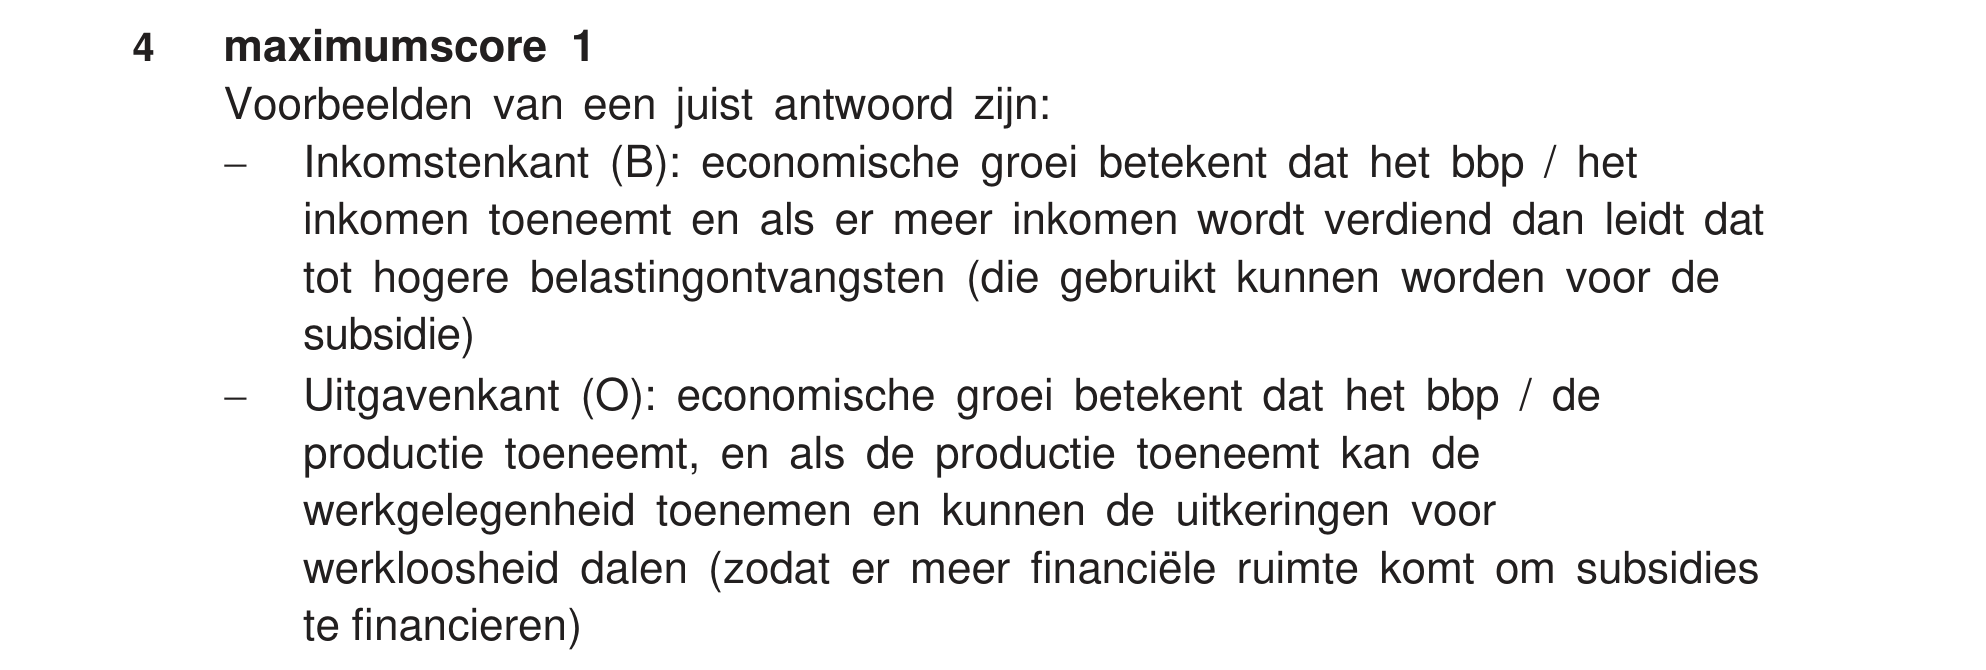 4 maximumscore 1
Voorbeelden van een juist antwoord zijn:
– Inkomstenkant (B): economische groei betekent dat het bbp / het
inkomen toeneemt en als er meer inkomen wordt verdiend dan leidt dat
tot hogere belastingontvangsten (die gebruikt kunnen worden voor de
subsidie)
– Uitgavenkant (O): economische groei betekent dat het bbp / de
productie toeneemt, en als de productie toeneemt kan de
werkgelegenheid toenemen en kunnen de uitkeringen voor
werkloosheid dalen (zodat er meer financiële ruimte komt om subsidies
te financieren)